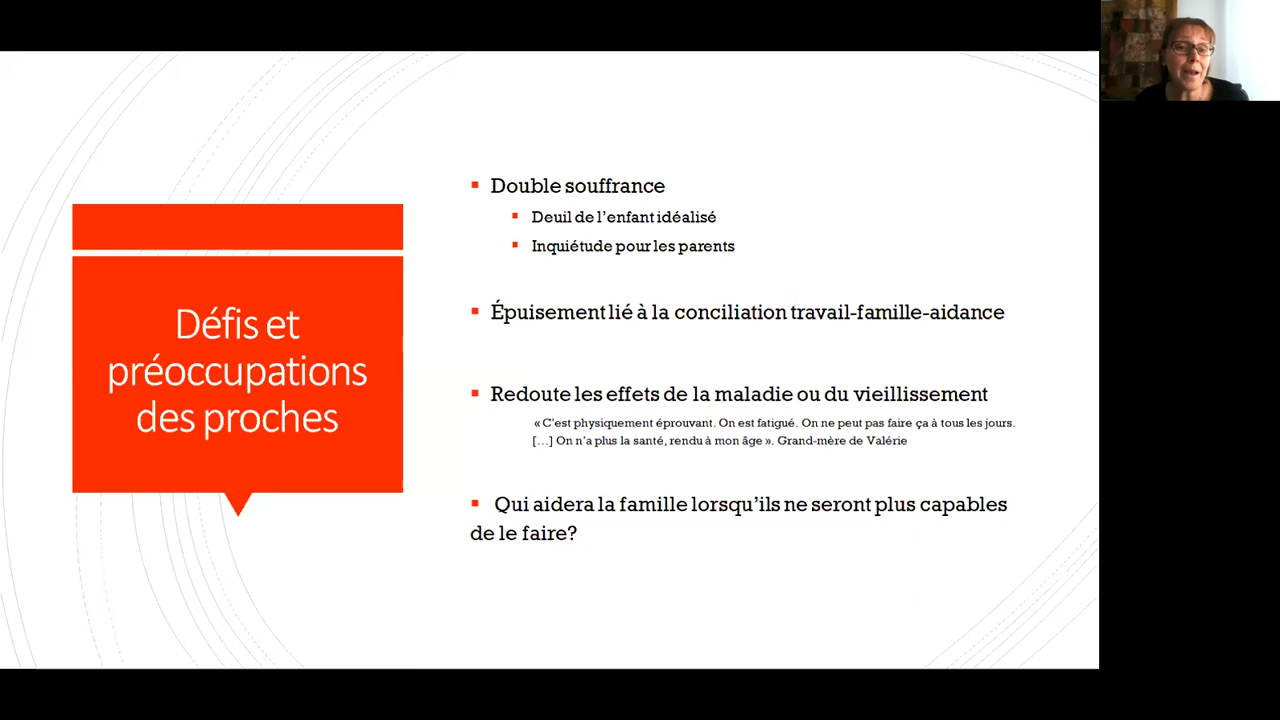 Défis et
préoccupations
des proches
▪ Double souffrance
▪ Deuil de l’enfant idéalisé
▪ Inquiétude pour les parents
▪ Épuisement lié à la conciliation travail-famille-aidance
▪ Redoute les effets de la maladie ou du vieillissement
« C’est physiquement éprouvant. On est fatigué. On ne peut pas faire ça à tous les jours.
[…] On n’a plus la santé, rendu à mon âge ». Grand-mère de Valérie
▪ Qui aidera la famille lorsqu’ils ne seront plus capables
de le faire?